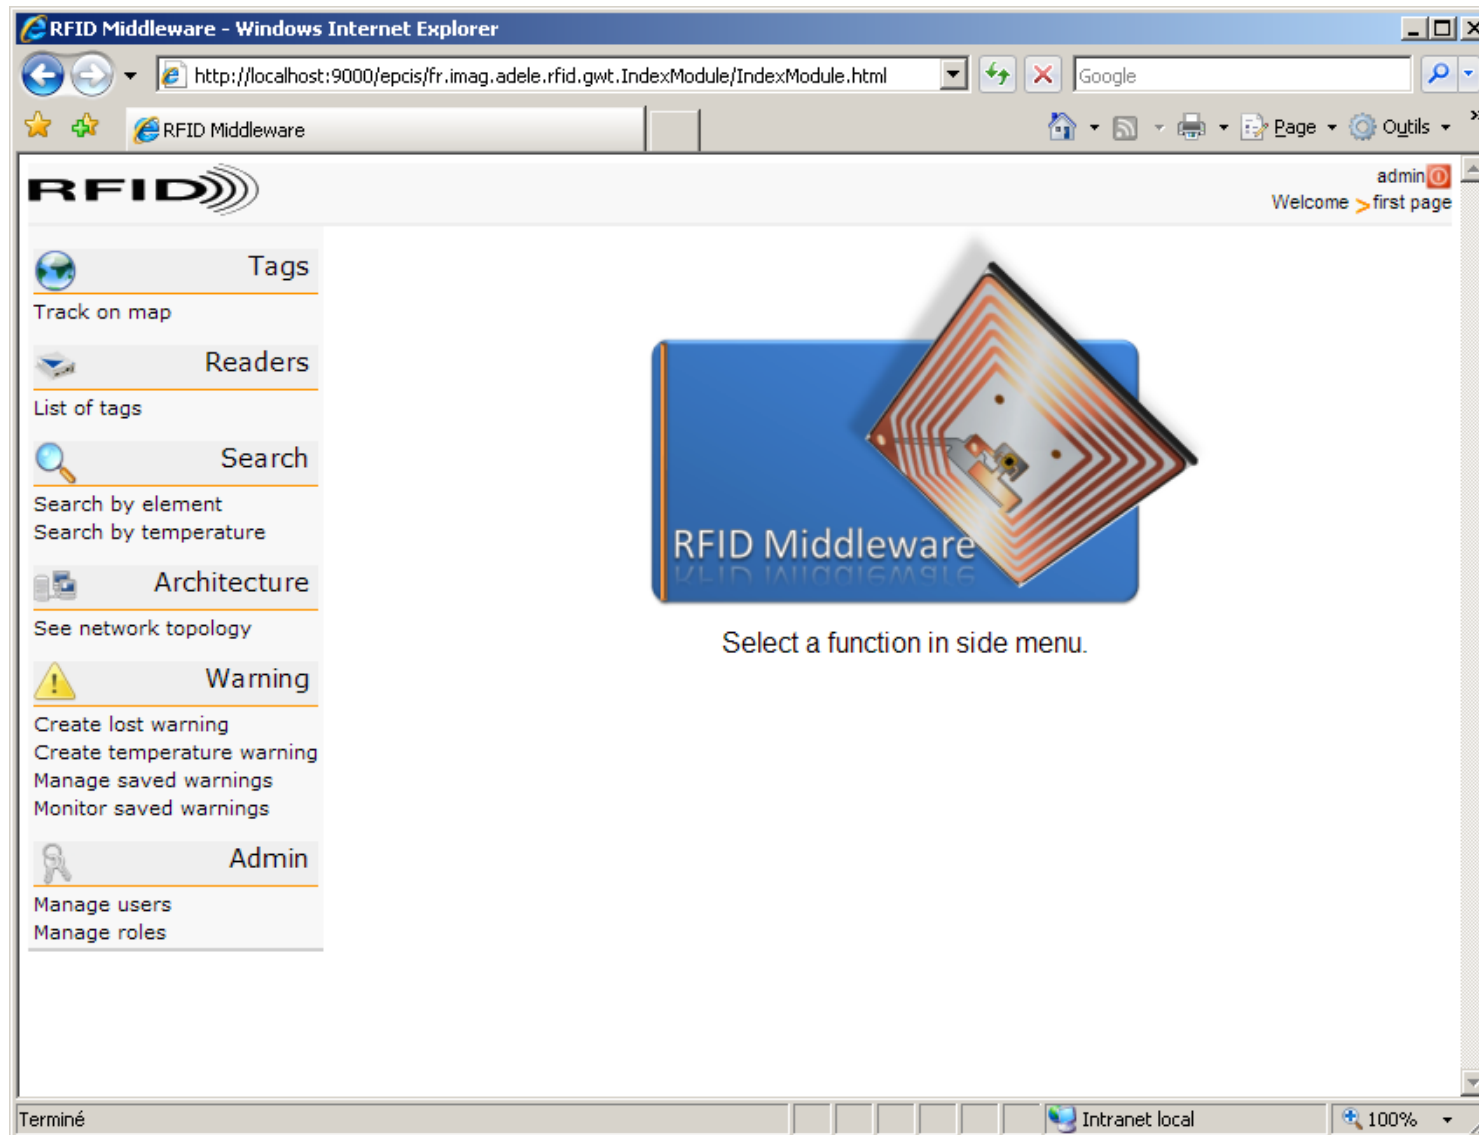 RFID Middleware - Windows Internet Explorer
http://localhost:9000/epcis/fr.imag.adele.rfid.gwt.IndexModule/IndexModule.html
Google
RFID Middleware
Page
Outils
RFID
admin
Welcome > first page
Tags
Track on map
Readers
List of tags
Search
Search by element
Search by temperature
Architecture
See network topology
Warning
Create lost warning
Create temperature warning
Manage saved warnings
Monitor saved warnings
Admin
Manage users
Manage roles
RFID Middleware
Select a function in side menu.
Terminé
Intranet local
100%